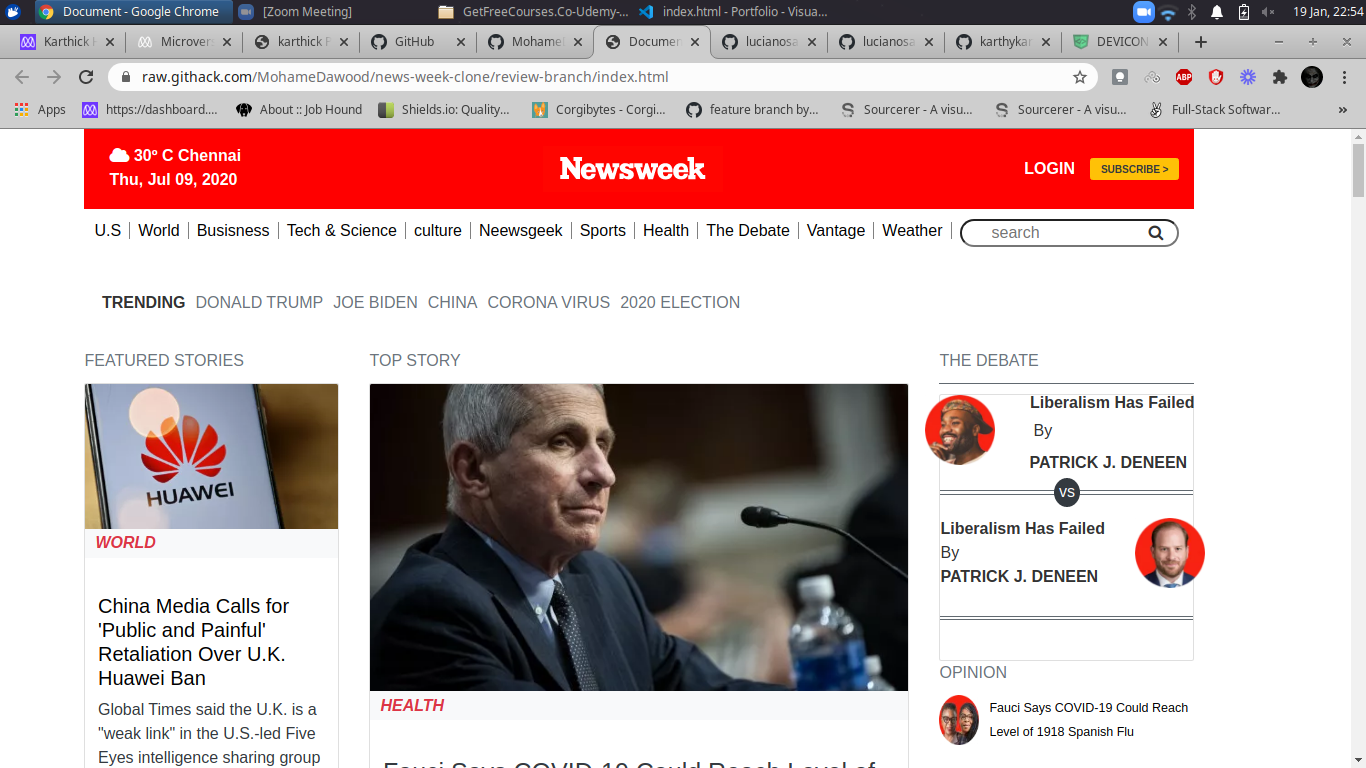 Document - Google Chrome
[Zoom Meeting]
GetFreeCourses.Co-Udemy-...
index.html - Portfolio - Visua...
19 Jan, 22:54
Karthick
Microver
karthick
GitHub
Mohame
Documen
lucianosa
lucianosa
karthykar
DEVICON
raw.githack.com/MohameDawood/news-week-clone/review-branch/index.html
ABP
Apps
https://dashboard....
About :: Job Hound
Shields.io: Quality...
Corgibytes - Corgi...
feature branch by...
Sourcerer - A visu...
Sourcerer - A visu...
Full-Stack Softwar...
»
30º C Chennai
Thu, Jul 09, 2020
Newsweek
LOGIN
SUBSCRIBE >
U.S
World
Busisness
Tech & Science
culture
Neewsgeek
Sports
Health
The Debate
Vantage
Weather
search
TRENDING DONALD TRUMP JOE BIDEN CHINA CORONA VIRUS 2020 ELECTION
FEATURED STORIES
HUAWEI
WORLD
China Media Calls for
'Public and Painful'
Retaliation Over U.K.
Huawei Ban
Global Times said the U.K. is a
"weak link" in the U.S.-led Five
Eyes intelligence sharing group
TOP STORY
HEALTH
Fauci Says COVID-19 Could Reach Level of
THE DEBATE
Liberalism Has Failed
By
PATRICK J. DENEEN
VS
Liberalism Has Failed
By
PATRICK J. DENEEN
OPINION
Fauci Says COVID-19 Could Reach
Level of 1918 Spanish Flu